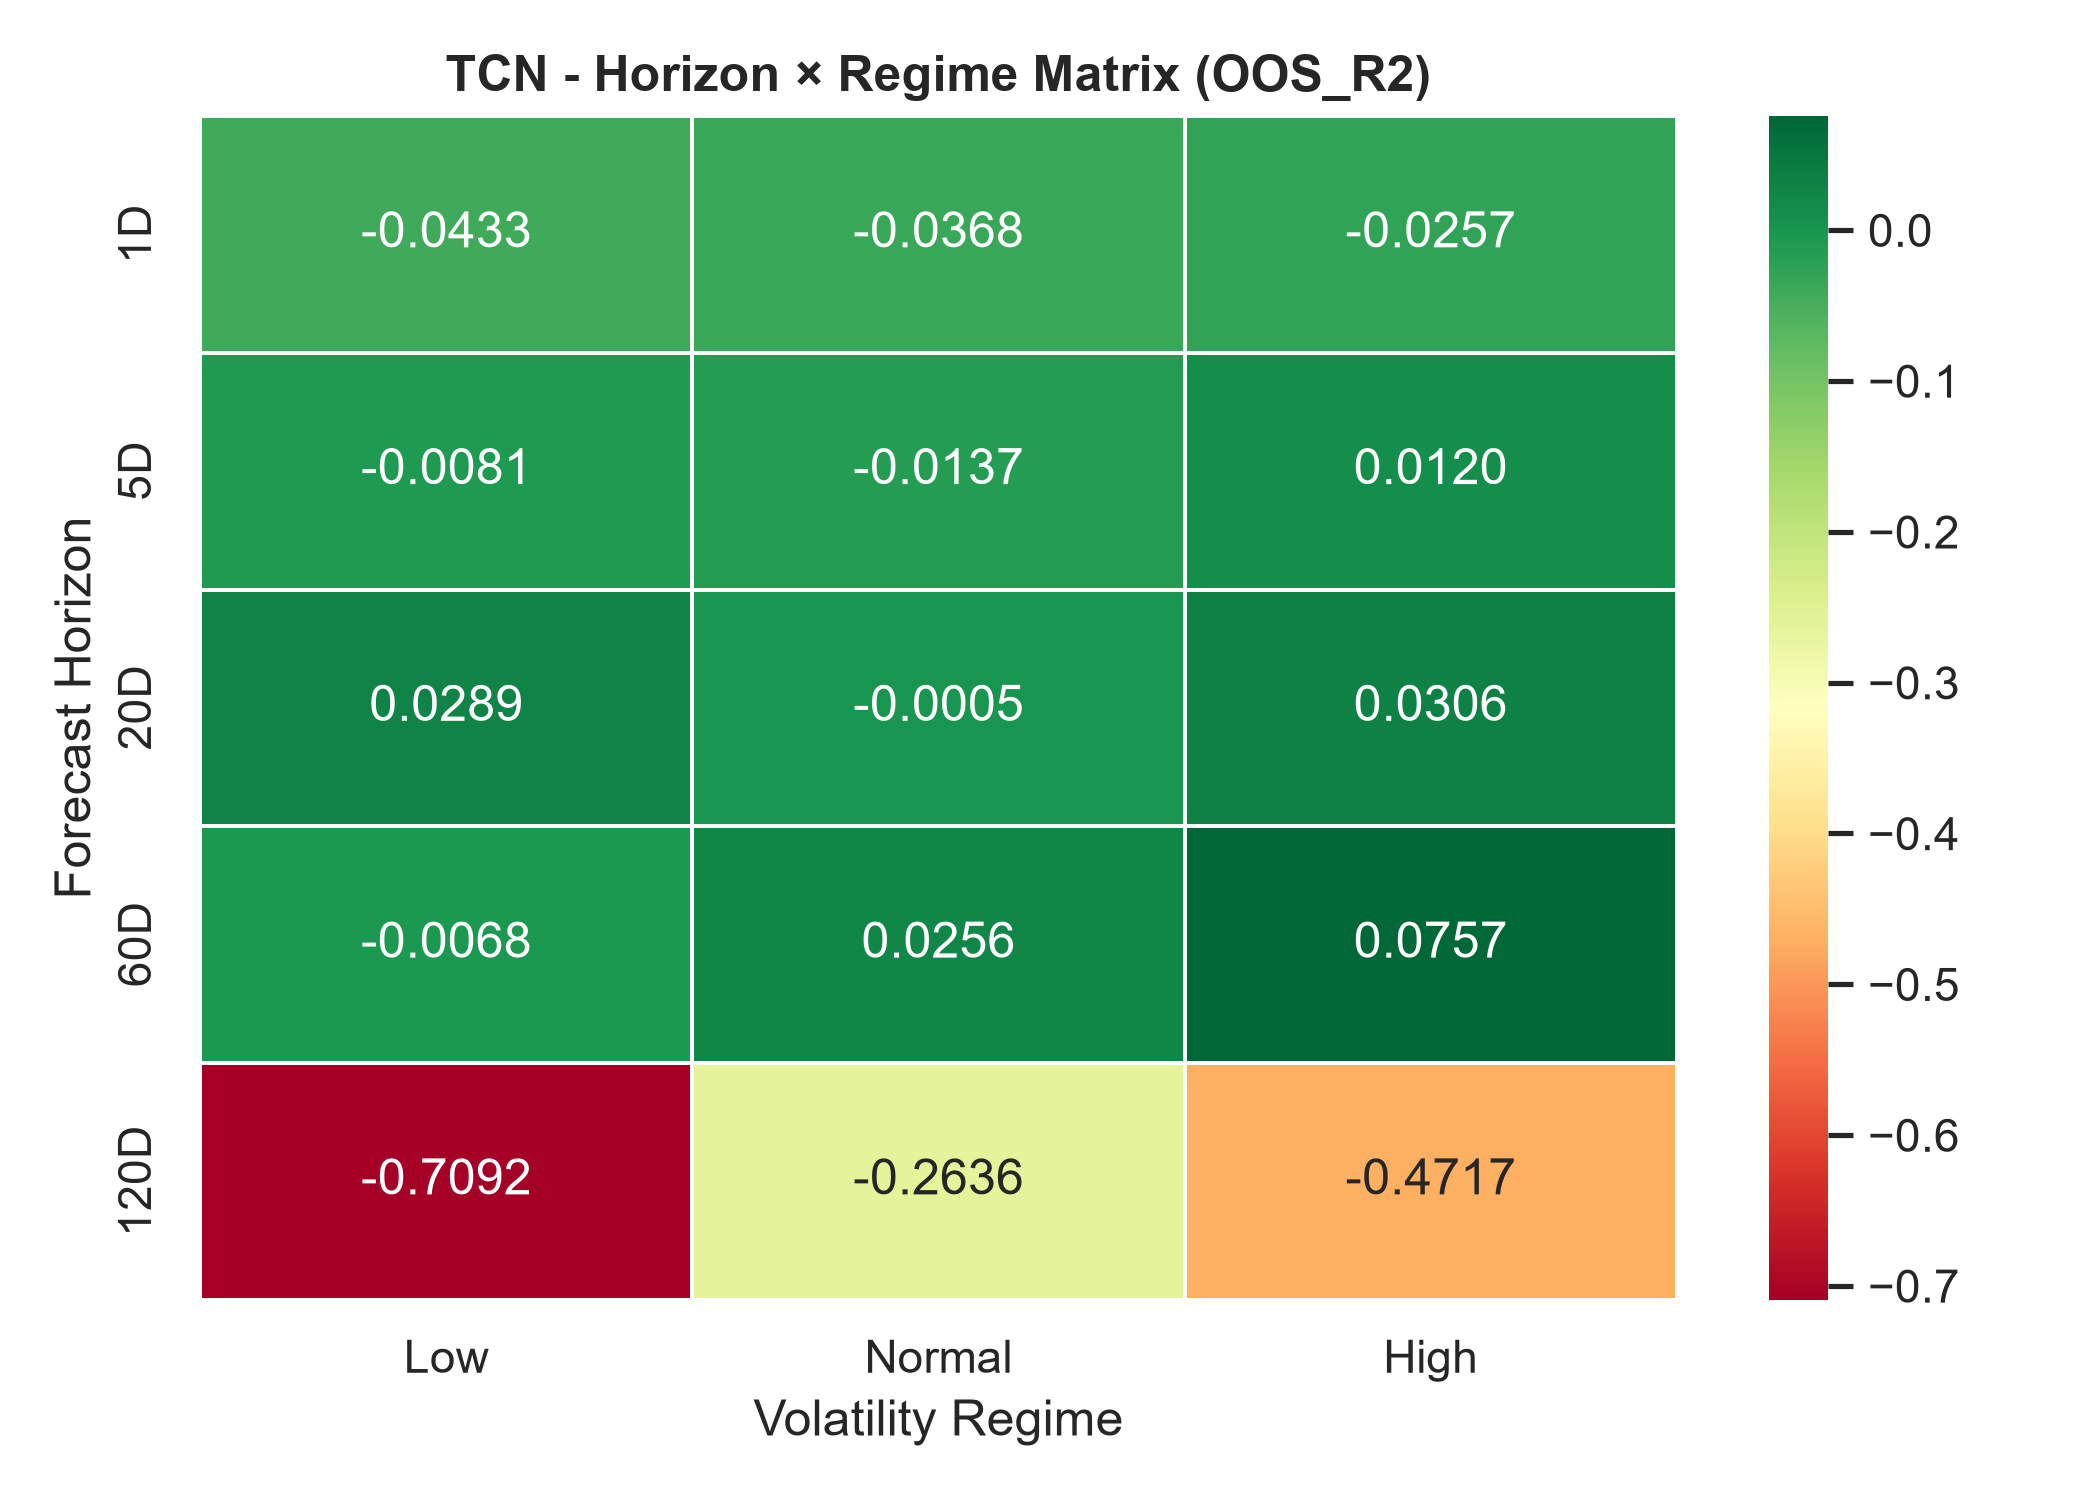 TCN - Horizon × Regime Matrix (OOS_R2)
Forecast Horizon
1D
-0.0433 -0.0368 -0.0257
5D
-0.0081 -0.0137 0.0120
20D
0.0289 -0.0005 0.0306
60D
-0.0068 0.0256 0.0757
120D
-0.7092 -0.2636 -0.4717
Low Normal High
Volatility Regime
0.0
−0.1
−0.2
−0.3
−0.4
−0.5
−0.6
−0.7